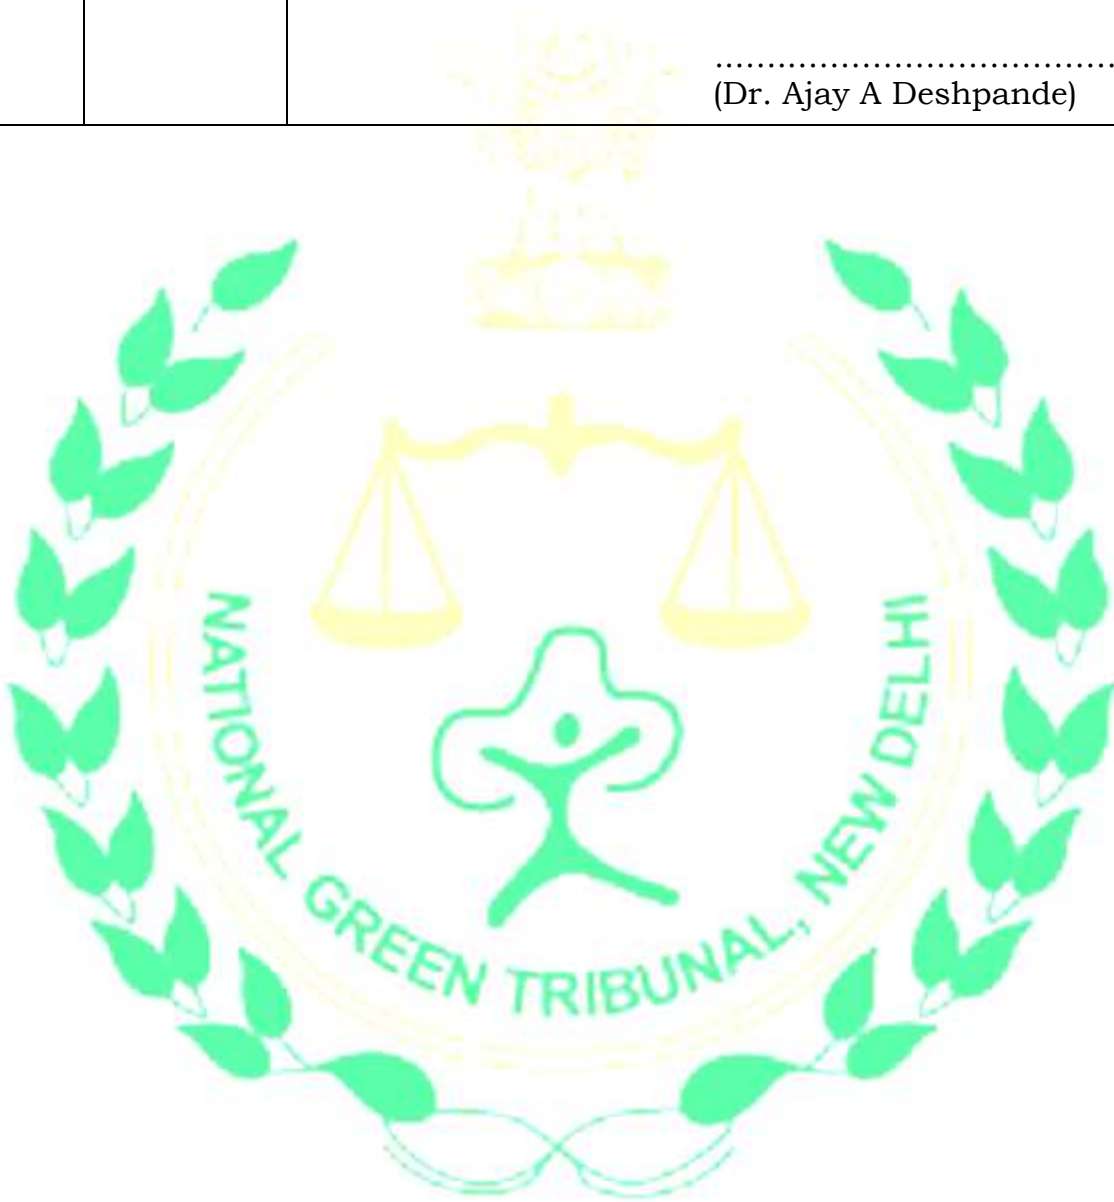 ...................................
(Dr. Ajay A Deshpande)
NATIONAL GREEN TRIBUNAL, NEW DELHI